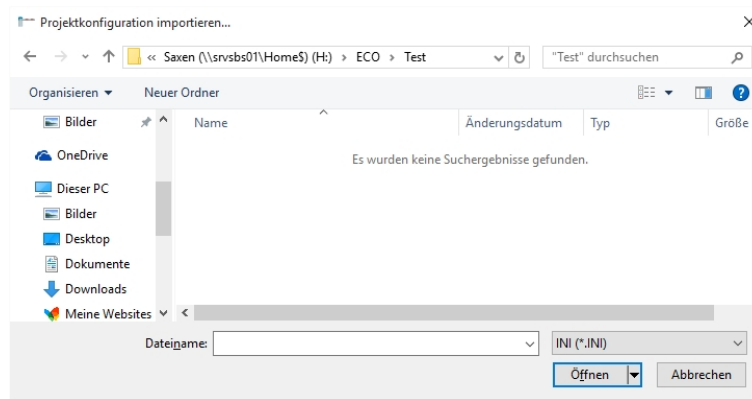 Projektkonfiguration importieren...
« Saxen (\\srvsbs01\Home$) (H:) › ECO › Test
"Test" durchsuchen
Organisieren
Neuer Ordner
Name
Änderungsdatum
Typ
Größe
Es wurden keine Suchergebnisse gefunden.
Bilder
OneDrive
Dieser PC
Bilder
Desktop
Dokumente
Downloads
Meine Websites
Dateiname:
INI (*.INI)
Öffnen
Abbrechen